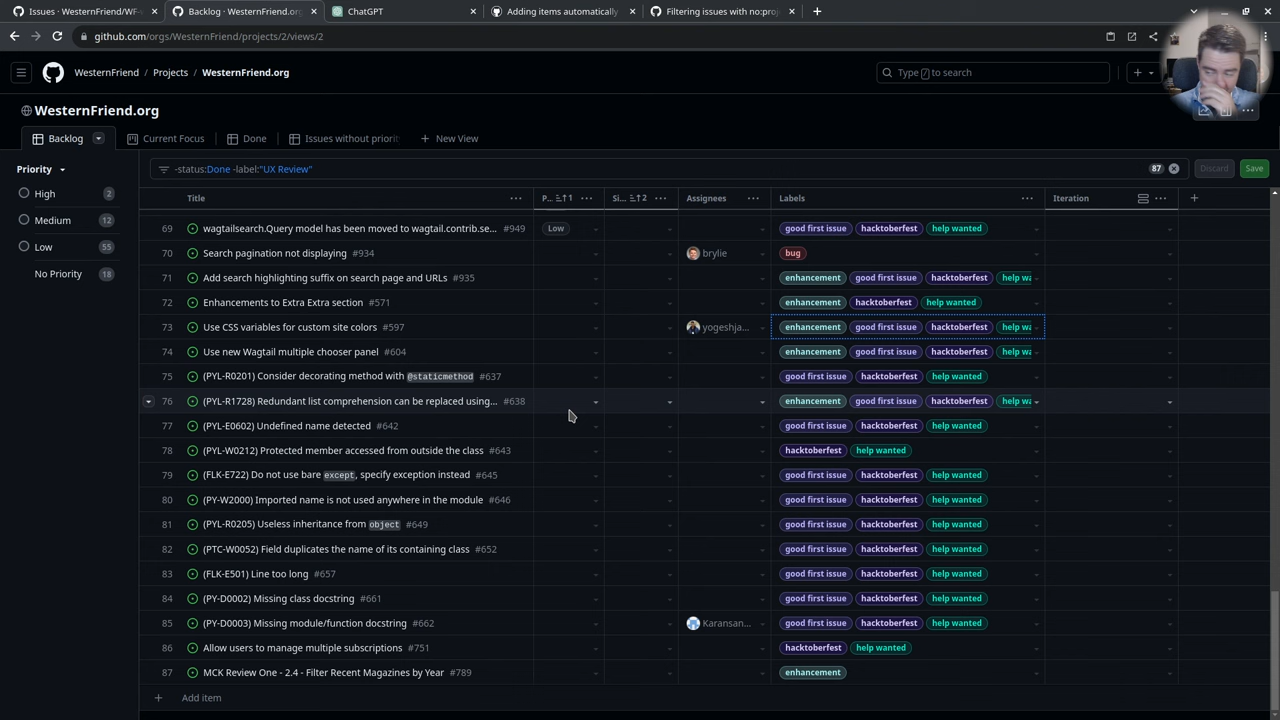 Issues · WesternFriend/WF-
Backlog · WesternFriend.org
ChatGPT
Adding items automatically
Filtering issues with no:proj
github.com/orgs/WesternFriend/projects/2/views/2
WesternFriend / Projects / WesternFriend.org
Type / to search
WesternFriend.org
Backlog
Current Focus
Done
Issues without priorit
New View
Priority
High 2
Medium 12
Low 55
No Priority 18
-status:Done -label:"UX Review"
87
Discard
Save
Title P... 1 Si... 2 Assignees Labels Iteration
69 wagtailsearch.Query model has been moved to wagtail.contrib.se... #949 Low good first issue hacktoberfest help wanted
70 Search pagination not displaying #934 brylie bug
71 Add search highlighting suffix on search page and URLs #935 enhancement good first issue hacktoberfest help wa
72 Enhancements to Extra Extra section #571 enhancement hacktoberfest help wanted
73 Use CSS variables for custom site colors #597 yogeshja... enhancement good first issue hacktoberfest help wa
74 Use new Wagtail multiple chooser panel #604 enhancement good first issue hacktoberfest help wa
75 (PYL-R0201) Consider decorating method with @staticmethod #637 good first issue hacktoberfest help wanted
76 (PYL-R1728) Redundant list comprehension can be replaced using... #638 enhancement good first issue hacktoberfest help wa
77 (PYL-E0602) Undefined name detected #642 good first issue hacktoberfest help wanted
78 (PYL-W0212) Protected member accessed from outside the class #643 hacktoberfest help wanted
79 (FLK-E722) Do not use bare except, specify exception instead #645 good first issue hacktoberfest help wanted
80 (PY-W2000) Imported name is not used anywhere in the module #646 good first issue hacktoberfest help wanted
81 (PYL-R0205) Useless inheritance from object #649 good first issue hacktoberfest help wanted
82 (PTC-W0052) Field duplicates the name of its containing class #652 good first issue hacktoberfest help wanted
83 (FLK-E501) Line too long #657 good first issue hacktoberfest help wanted
84 (PY-D0002) Missing class docstring #661 good first issue hacktoberfest help wanted
85 (PY-D0003) Missing module/function docstring #662 Karansan... good first issue hacktoberfest help wanted
86 Allow users to manage multiple subscriptions #751 hacktoberfest help wanted
87 MCK Review One - 2.4 - Filter Recent Magazines by Year #789 enhancement
Add item